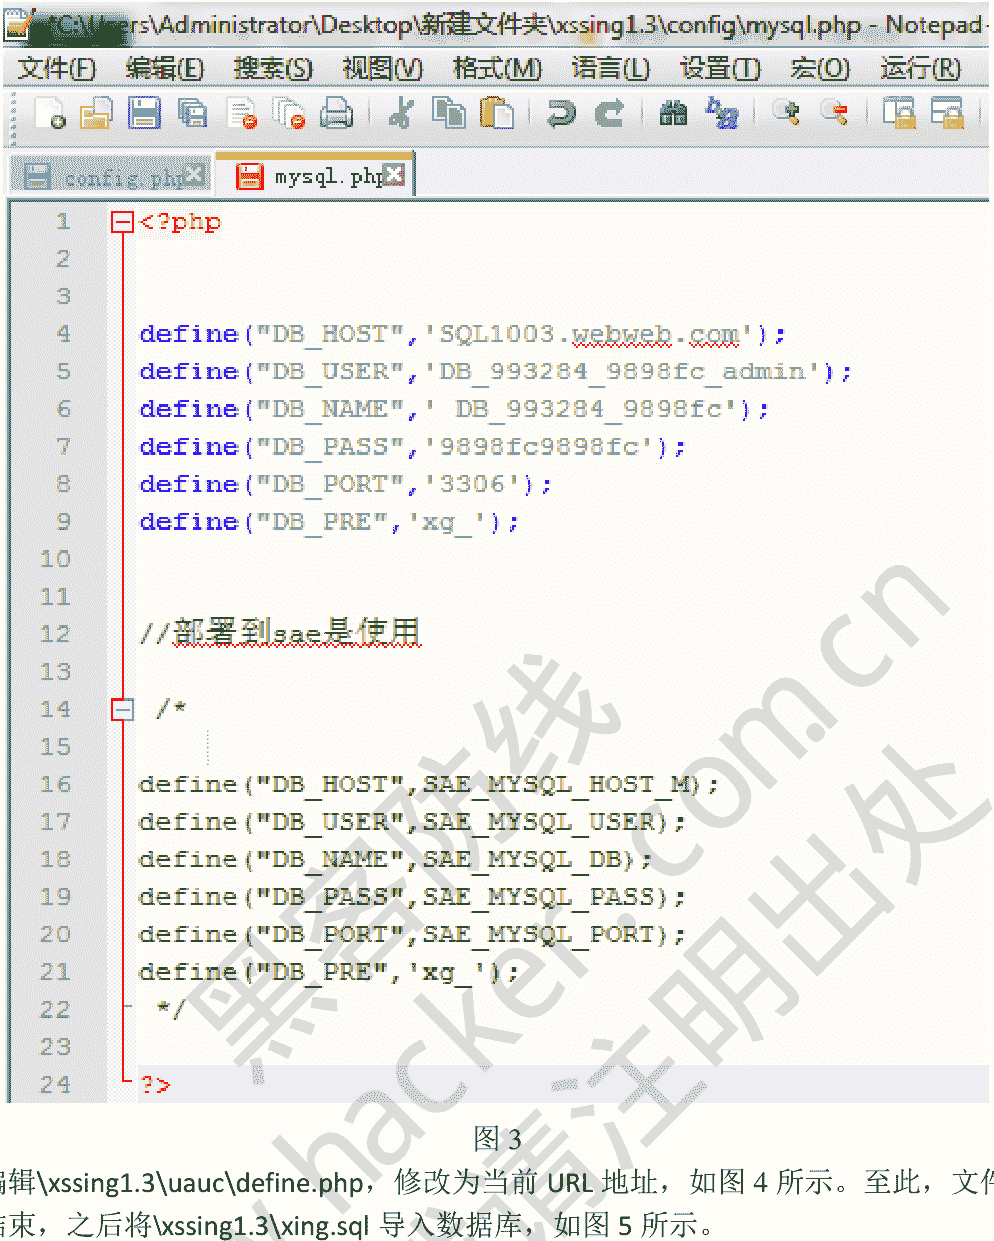 *C:\Users\Administrator\Desktop\新建文件夹\xssing1.3\config\mysql.php - Notepad
文件(F) 编辑(E) 搜索(S) 视图(V) 格式(M) 语言(L) 设置(T) 宏(O) 运行(R)
config.php mysql.php
1 <?php
2
3
4 define("DB_HOST",'SQL1003.webweb.com');
5 define("DB_USER",'DB_993284_9898fc_admin');
6 define("DB_NAME",' DB_993284_9898fc');
7 define("DB_PASS",'9898fc9898fc');
8 define("DB_PORT",'3306');
9 define("DB_PRE",'xg_');
10
11
12 //部署到sae是使用
13
14 /*
15
16 define("DB_HOST",SAE_MYSQL_HOST_M);
17 define("DB_USER",SAE_MYSQL_USER);
18 define("DB_NAME",SAE_MYSQL_DB);
19 define("DB_PASS",SAE_MYSQL_PASS);
20 define("DB_PORT",SAE_MYSQL_PORT);
21 define("DB_PRE",'xg_');
22 */
23
24 ?>
图 3
编辑\xssing1.3\uauc\define.php，修改为当前 URL 地址，如图 4 所示。至此，文件
结束，之后将\xssing1.3\xing.sql 导入数据库，如图 5 所示。
黑客防线
hacker.com.cn
请注明出处